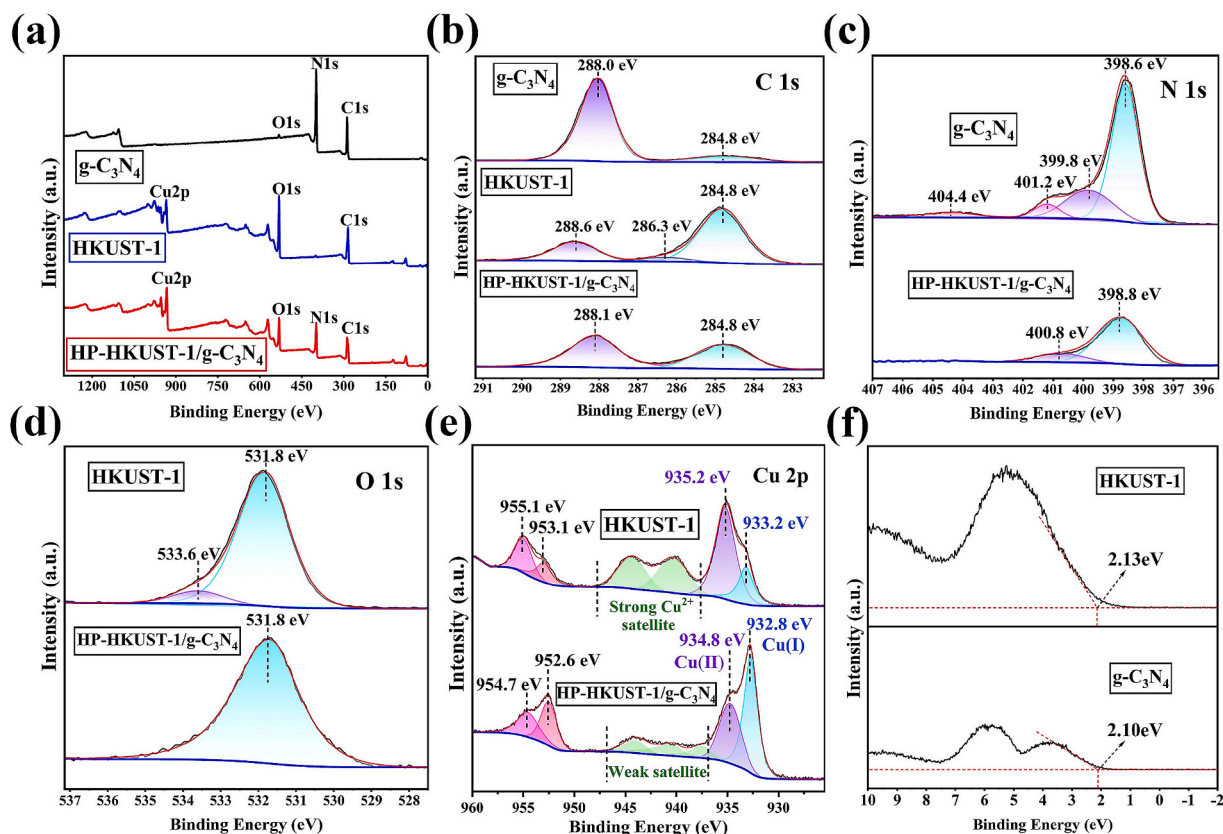 (a)
Intensity (a.u.)
N1s
O1s
C1s
g-C₃N₄
Cu2p
O1s
C1s
HKUST-1
Cu2p
O1s
N1s
C1s
HP-HKUST-1/g-C₃N₄
1200 900 600 300 0
Binding Energy (eV)
(b)
Intensity (a.u.)
288.0 eV
C 1s
g-C₃N₄
284.8 eV
HKUST-1
284.8 eV
288.6 eV
286.3 eV
HP-HKUST-1/g-C₃N₄
288.1 eV
284.8 eV
291 290 289 288 287 286 285 284 283
Binding Energy (eV)
(c)
Intensity (a.u.)
398.6 eV
N 1s
g-C₃N₄
399.8 eV
401.2 eV
404.4 eV
HP-HKUST-1/g-C₃N₄
398.8 eV
400.8 eV
407 406 405 404 403 402 401 400 399 398 397 396
Binding Energy (eV)
(d)
Intensity (a.u.)
531.8 eV
O 1s
HKUST-1
533.6 eV
HP-HKUST-1/g-C₃N₄
531.8 eV
537 536 535 534 533 532 531 530 529 528
Binding Energy (eV)
(e)
Intensity (a.u.)
935.2 eV
Cu 2p
955.1 eV
953.1 eV
HKUST-1
933.2 eV
Strong Cu²⁺
satellite
932.8 eV
934.8 eV
Cu(I)
Cu(II)
952.6 eV
954.7 eV
HP-HKUST-1/g-C₃N₄
Weak satellite
960 955 950 945 940 935 930
Binding Energy (eV)
(f)
Intensity (a.u.)
HKUST-1
2.13eV
g-C₃N₄
2.10eV
10 9 8 7 6 5 4 3 2 1 0 -1 -2
Binding Energy (eV)